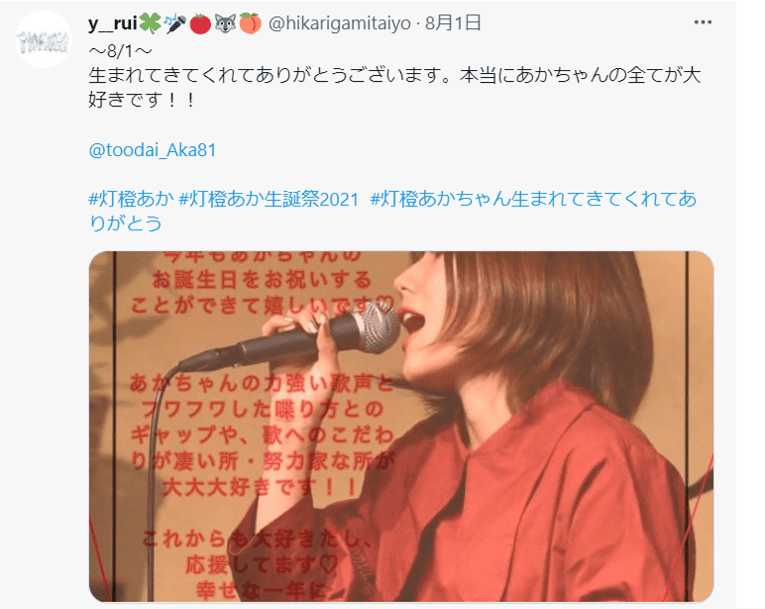 y__rui🍀🎤🍅🐺🍑 @hikarigamitaiyo · 8月1日
～8/1～
生まれてきてくれてありがとうございます。本当にあかちゃんの全てが大
好きです！！
@toodai_Aka81
#灯橙あか #灯橙あか生誕祭2021 #灯橙あかちゃん生まれてきてくれてあ
りがとう
今年もあかちゃんの
お誕生日をお祝いする
ことができて嬉しいです♡
あかちゃんの力強い歌声と
フワフワした喋り方との
ギャップや、歌へのこだわ
りが凄い所・努力家な所が
大大大好きです！！
これからも大好きだし、
応援してます♡
幸せな一年に